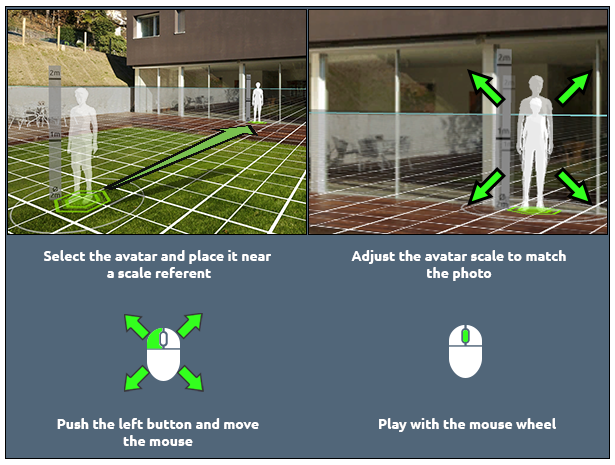 2m
1m
0
2m
1m
0
Select the avatar and place it near
a scale referent
Adjust the avatar scale to match
the photo
Push the left button and move
the mouse
Play with the mouse wheel